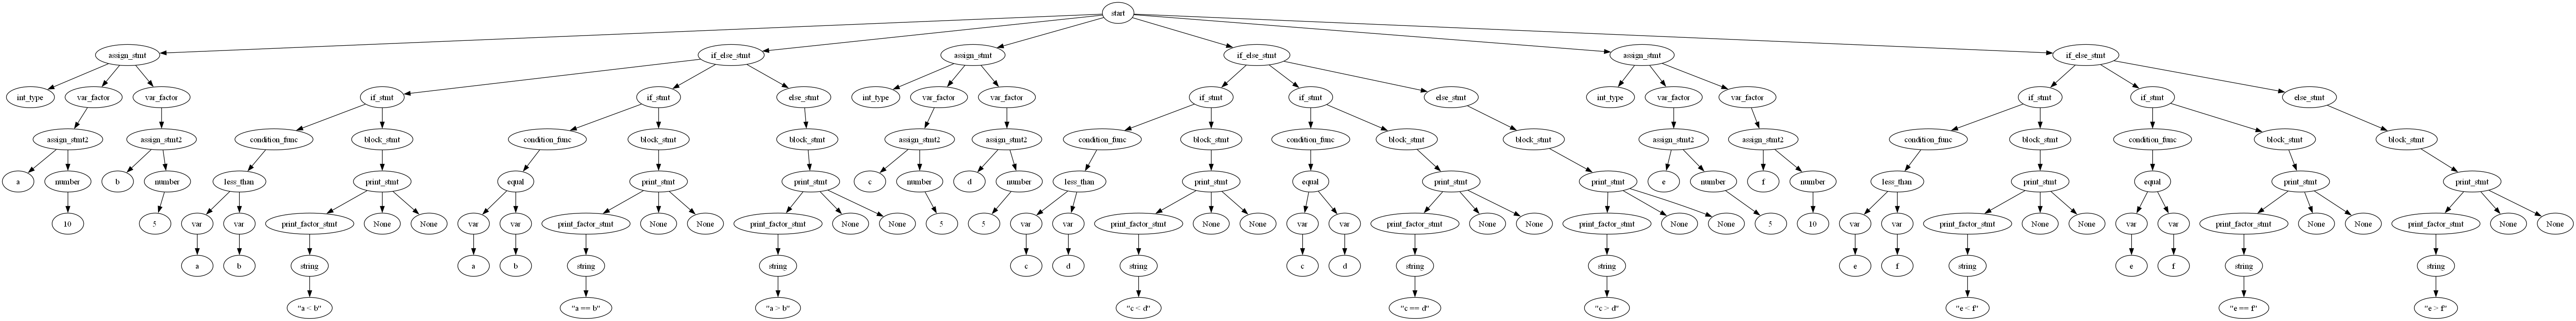 start
assign_stmt if_else_stmt assign_stmt if_else_stmt assign_stmt if_else_stmt
int_type var_factor var_factor if_stmt if_stmt else_stmt int_type var_factor var_factor if_stmt if_stmt else_stmt int_type var_factor var_factor if_stmt if_stmt else_stmt
assign_stmt2 assign_stmt2 condition_func block_stmt condition_func block_stmt block_stmt assign_stmt2 assign_stmt2 condition_func block_stmt condition_func block_stmt block_stmt assign_stmt2 assign_stmt2 condition_func block_stmt condition_func block_stmt block_stmt
a number b number less_than print_stmt equal print_stmt print_stmt c number d number less_than print_stmt equal print_stmt print_stmt e number f number less_than print_stmt equal print_stmt print_stmt
10 5 var var print_factor_stmt None None var var print_factor_stmt None None print_factor_stmt None None 5 5 var var print_factor_stmt None None var var print_factor_stmt None None print_factor_stmt None None 5 10 var var print_factor_stmt None None var var print_factor_stmt None None print_factor_stmt None None
a b string a b string string c d string c d string string e f string e f string string
"a < b" "a == b" "a > b" "c < d" "c == d" "c > d" "e < f" "e == f" "e > f"